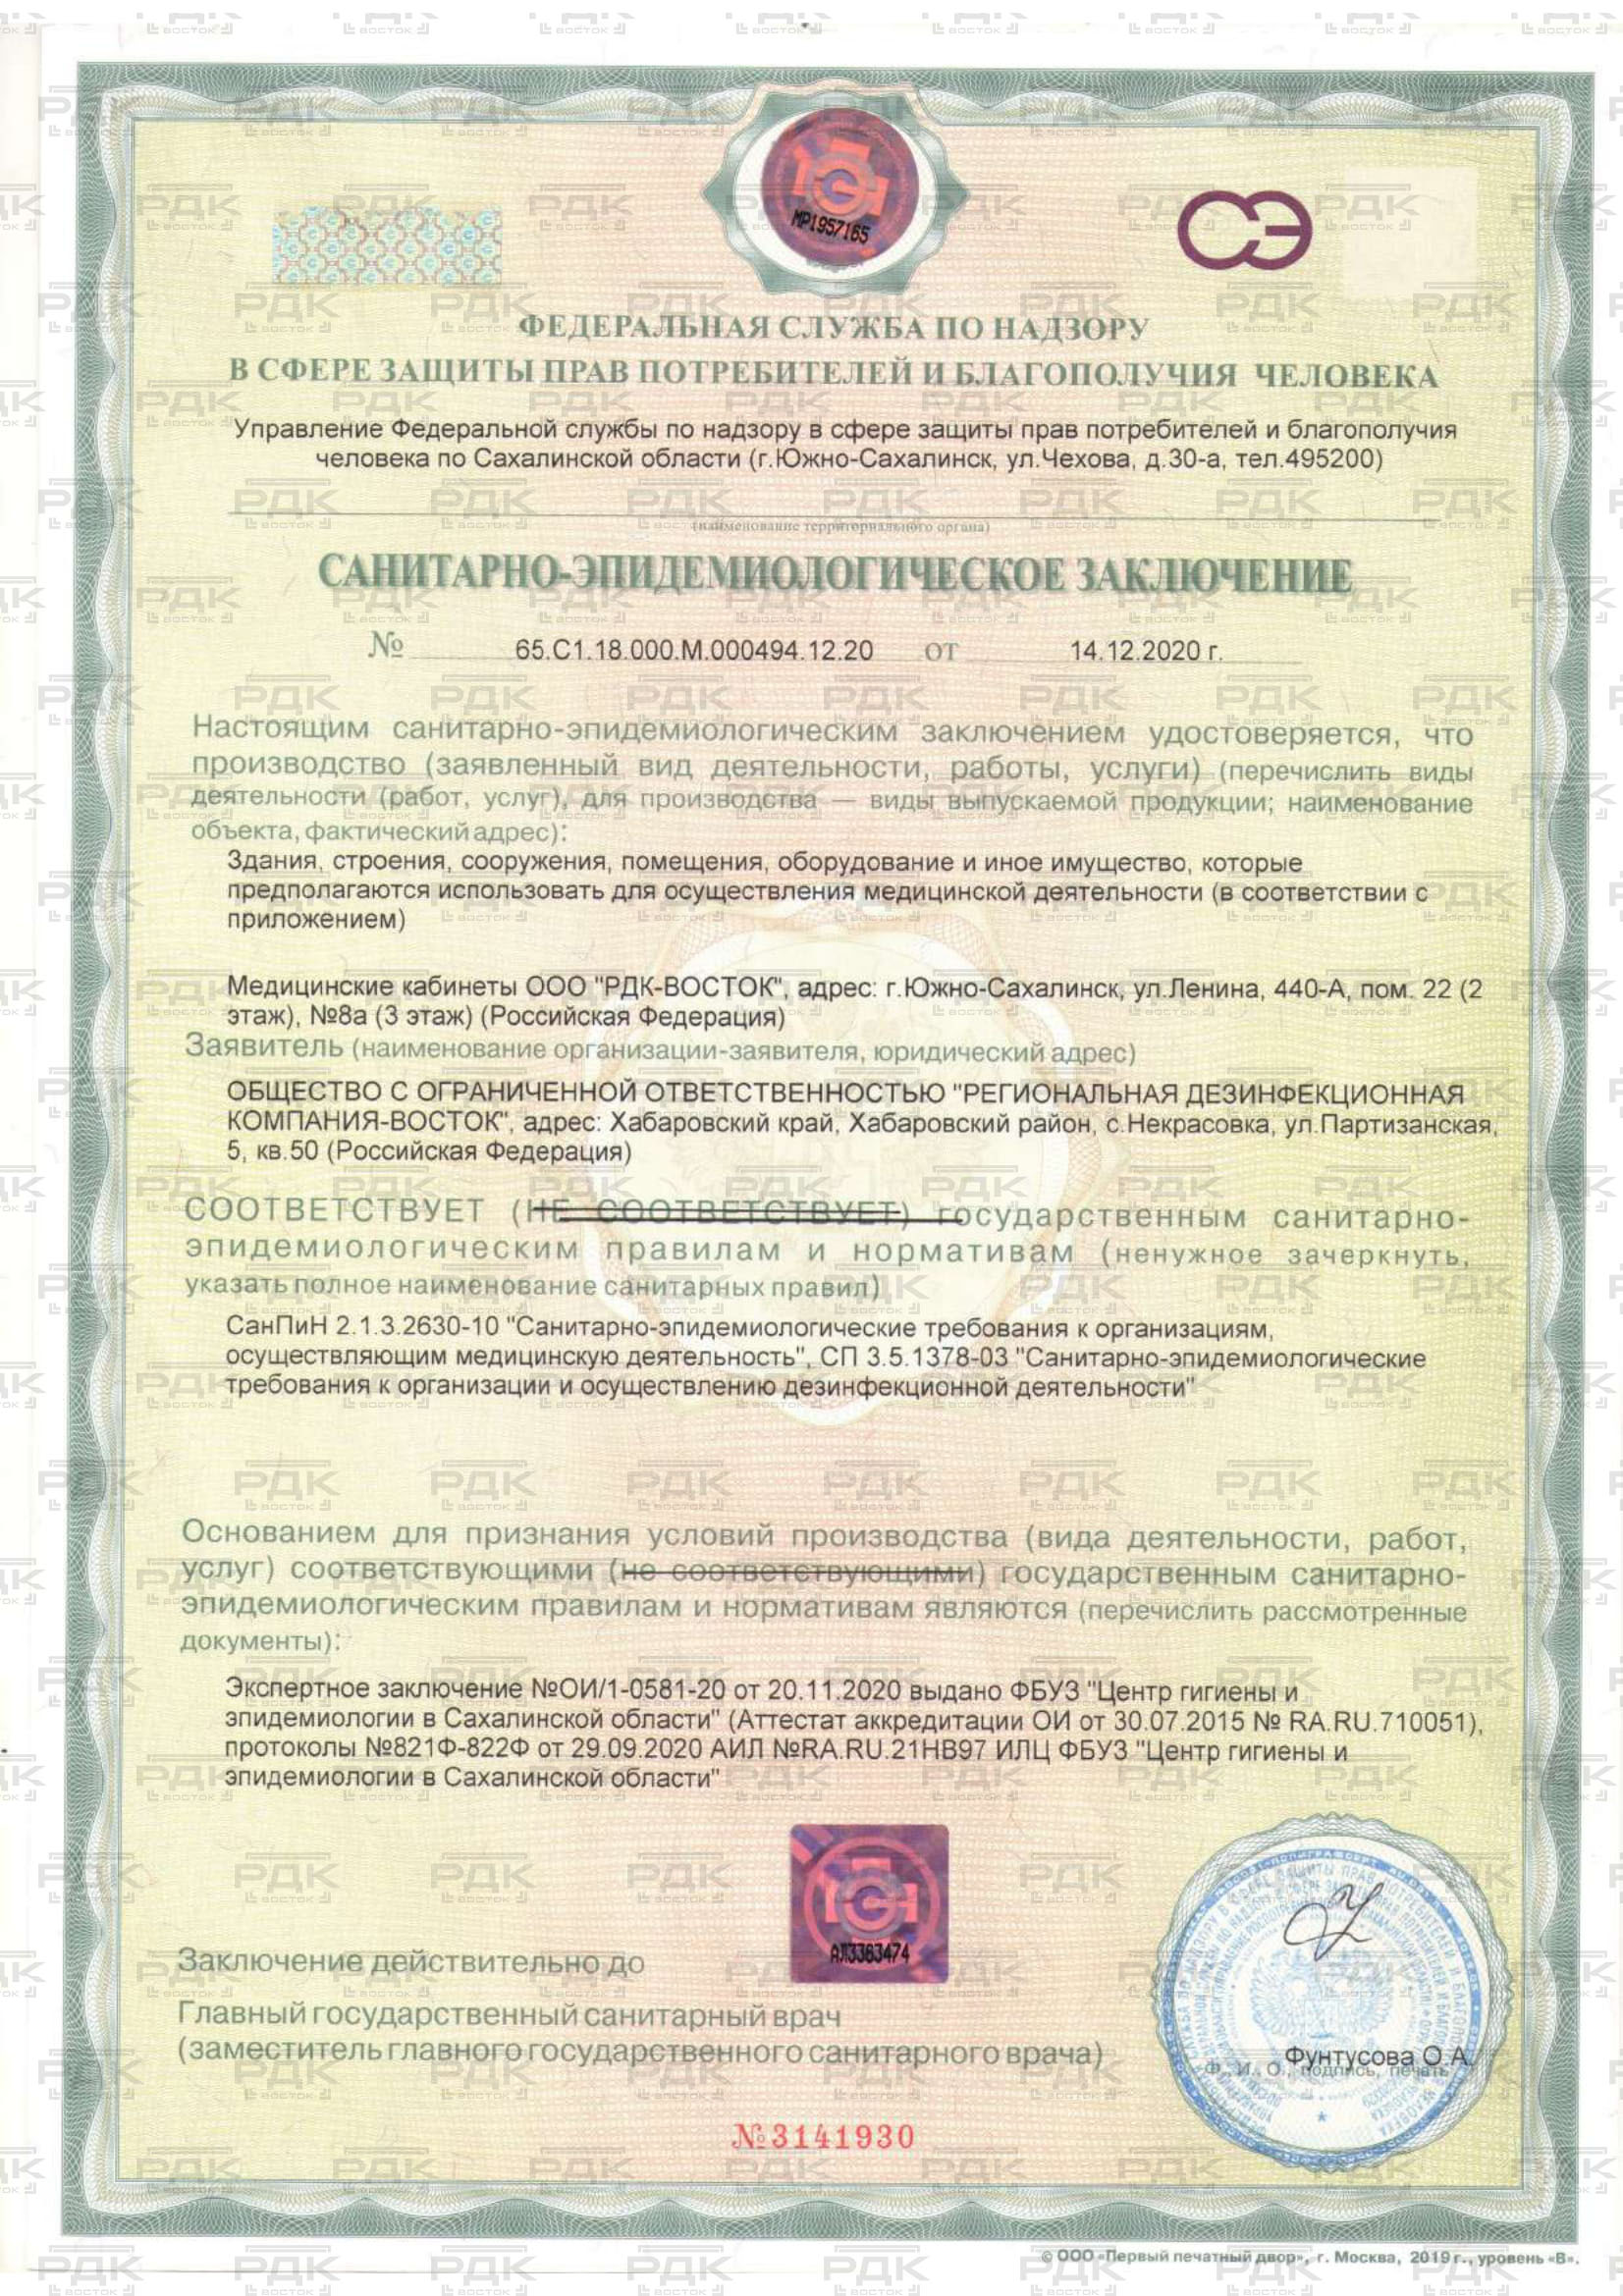 МР1957165
СЭ
ФЕДЕРАЛЬНАЯ СЛУЖБА ПО НАДЗОРУ
В СФЕРЕ ЗАЩИТЫ ПРАВ ПОТРЕБИТЕЛЕЙ И БЛАГОПОЛУЧИЯ ЧЕЛОВЕКА
Управление Федеральной службы по надзору в сфере защиты прав потребителей и благополучия
человека по Сахалинской области (г.Южно-Сахалинск, ул.Чехова, д.30-а, тел.495200)
(наименование территориального органа)
САНИТАРНО-ЭПИДЕМИОЛОГИЧЕСКОЕ ЗАКЛЮЧЕНИЕ
№ 65.С1.18.000.М.000494.12.20 от 14.12.2020 г.
Настоящим санитарно-эпидемиологическим заключением удостоверяется, что
производство (заявленный вид деятельности, работы, услуги) (перечислить виды
деятельности (работ, услуг), для производства — виды выпускаемой продукции; наименование
объекта, фактический адрес):
Здания, строения, сооружения, помещения, оборудование и иное имущество, которые
предполагаются использовать для осуществления медицинской деятельности (в соответствии с
приложением)
Медицинские кабинеты ООО "РДК-ВОСТОК", адрес: г.Южно-Сахалинск, ул.Ленина, 440-А, пом. 22 (2
этаж), №8а (3 этаж) (Российская Федерация)
Заявитель (наименование организации-заявителя, юридический адрес)
ОБЩЕСТВО С ОГРАНИЧЕННОЙ ОТВЕТСТВЕННОСТЬЮ "РЕГИОНАЛЬНАЯ ДЕЗИНФЕКЦИОННАЯ
КОМПАНИЯ-ВОСТОК", адрес: Хабаровский край, Хабаровский район, с.Некрасовка, ул.Партизанская,
5, кв.50 (Российская Федерация)
СООТВЕТСТВУЕТ (НЕ СООТВЕТСТВУЕТ) государственным санитарно-
эпидемиологическим правилам и нормативам (ненужное зачеркнуть,
указать полное наименование санитарных правил)
СанПиН 2.1.3.2630-10 "Санитарно-эпидемиологические требования к организациям,
осуществляющим медицинскую деятельность", СП 3.5.1378-03 "Санитарно-эпидемиологические
требования к организации и осуществлению дезинфекционной деятельности"
Основанием для признания условий производства (вида деятельности, работ,
услуг) соответствующими (не соответствующими) государственным санитарно-
эпидемиологическим правилам и нормативам являются (перечислить рассмотренные
документы):
Экспертное заключение №ОИ/1-0581-20 от 20.11.2020 выдано ФБУЗ "Центр гигиены и
эпидемиологии в Сахалинской области" (Аттестат аккредитации ОИ от 30.07.2015 № RA.RU.710051),
протоколы №821Ф-822Ф от 29.09.2020 АИЛ №RA.RU.21НВ97 ИЛЦ ФБУЗ "Центр гигиены и
эпидемиологии в Сахалинской области"
АЛ3363474
Заключение действительно до
Главный государственный санитарный врач
(заместитель главного государственного санитарного врача)
Фунтусова О.А.
Ф. И. О., подпись, печать
№3141930
© ООО «Первый печатный двор», г. Москва, 2019 г., уровень «В».
РДК
ВОСТОК